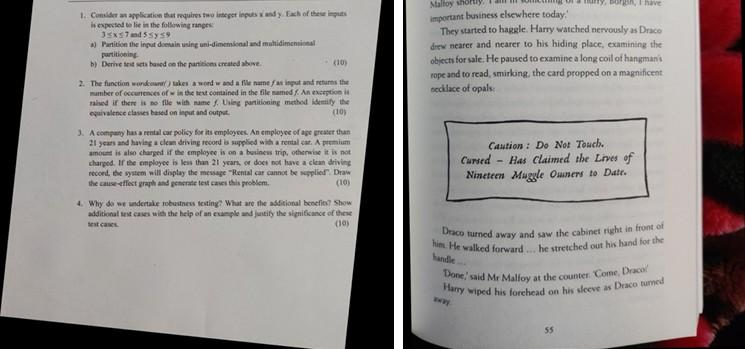 1. Consider an application that requires two integer inputs x and y. Each of these inputs
is expected to lie in the following ranges:
3≤x≤7 and 5≤y≤9
a) Partition the input domain using uni-dimensional and multidimensional
partitioning.
b) Derive test sets based on the partitions created above. (10)
2. The function wordcount() takes a word w and a file name f as input and returns the
number of occurrences of w in the text contained in the file named f. An exception is
raised if there is no file with name f. Using partitioning method identify the
equivalence classes based on input and output. (10)
3. A company has a rental car policy for its employees. An employee of age greater than
21 years and having a clean driving record is supplied with a rental car. A premium
amount is also charged if the employee is on a business trip, otherwise it is not
charged. If the employee is less than 21 years, or does not have a clean driving
record, the system will display the message "Rental car cannot be supplied". Draw
the cause-effect graph and generate test cases this problem. (10)
4. Why do we undertake robustness testing? What are the additional benefits? Show
additional test cases with the help of an example and justify the significance of these
test cases. (10)
Malfoy shortly. of a hurry, Borgin, I have
important business elsewhere today.'
They started to haggle. Harry watched nervously as Draco
drew nearer and nearer to his hiding place, examining the
objects for sale. He paused to examine a long coil of hangman's
rope and to read, smirking, the card propped on a magnificent
necklace of opals:
Caution : Do Not Touch.
Cursed – Has Claimed the Lives of
Nineteen Muggle Owners to Date.
Draco turned away and saw the cabinet right in front of
him. He walked forward ... he stretched out his hand for the
handle ...
'Done,' said Mr Malfoy at the counter. 'Come, Draco!'
Harry wiped his forehead on his sleeve as Draco turned
away.
55